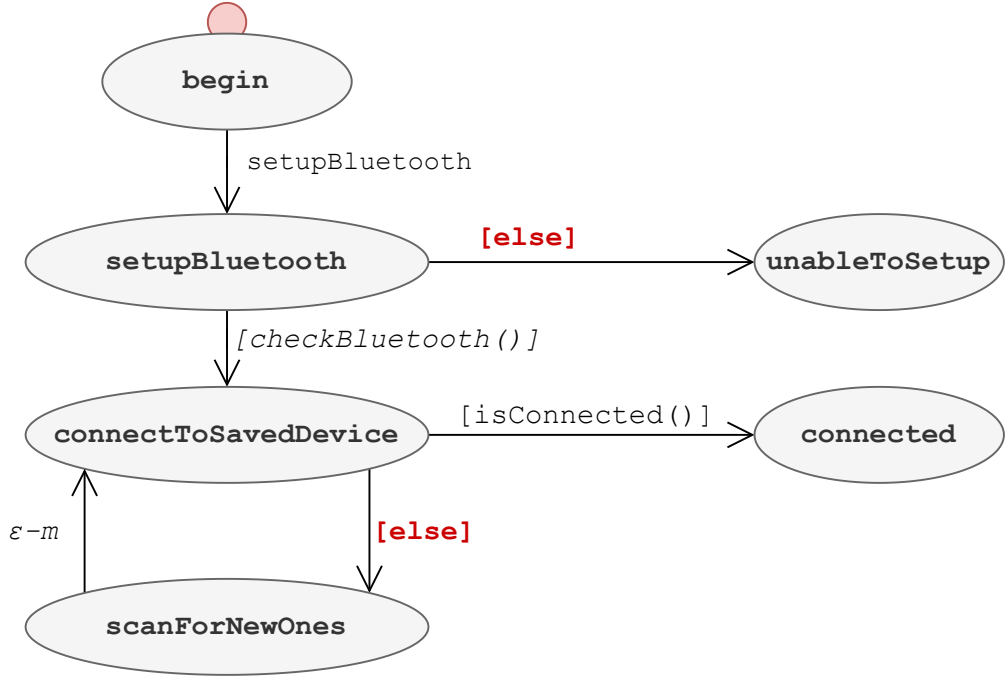 begin
setupBluetooth
[else]
setupBluetooth
unableToSetup
[checkBluetooth()]
[isConnected()]
connectToSavedDevice
connected
ε-m
[else]
scanForNewOnes